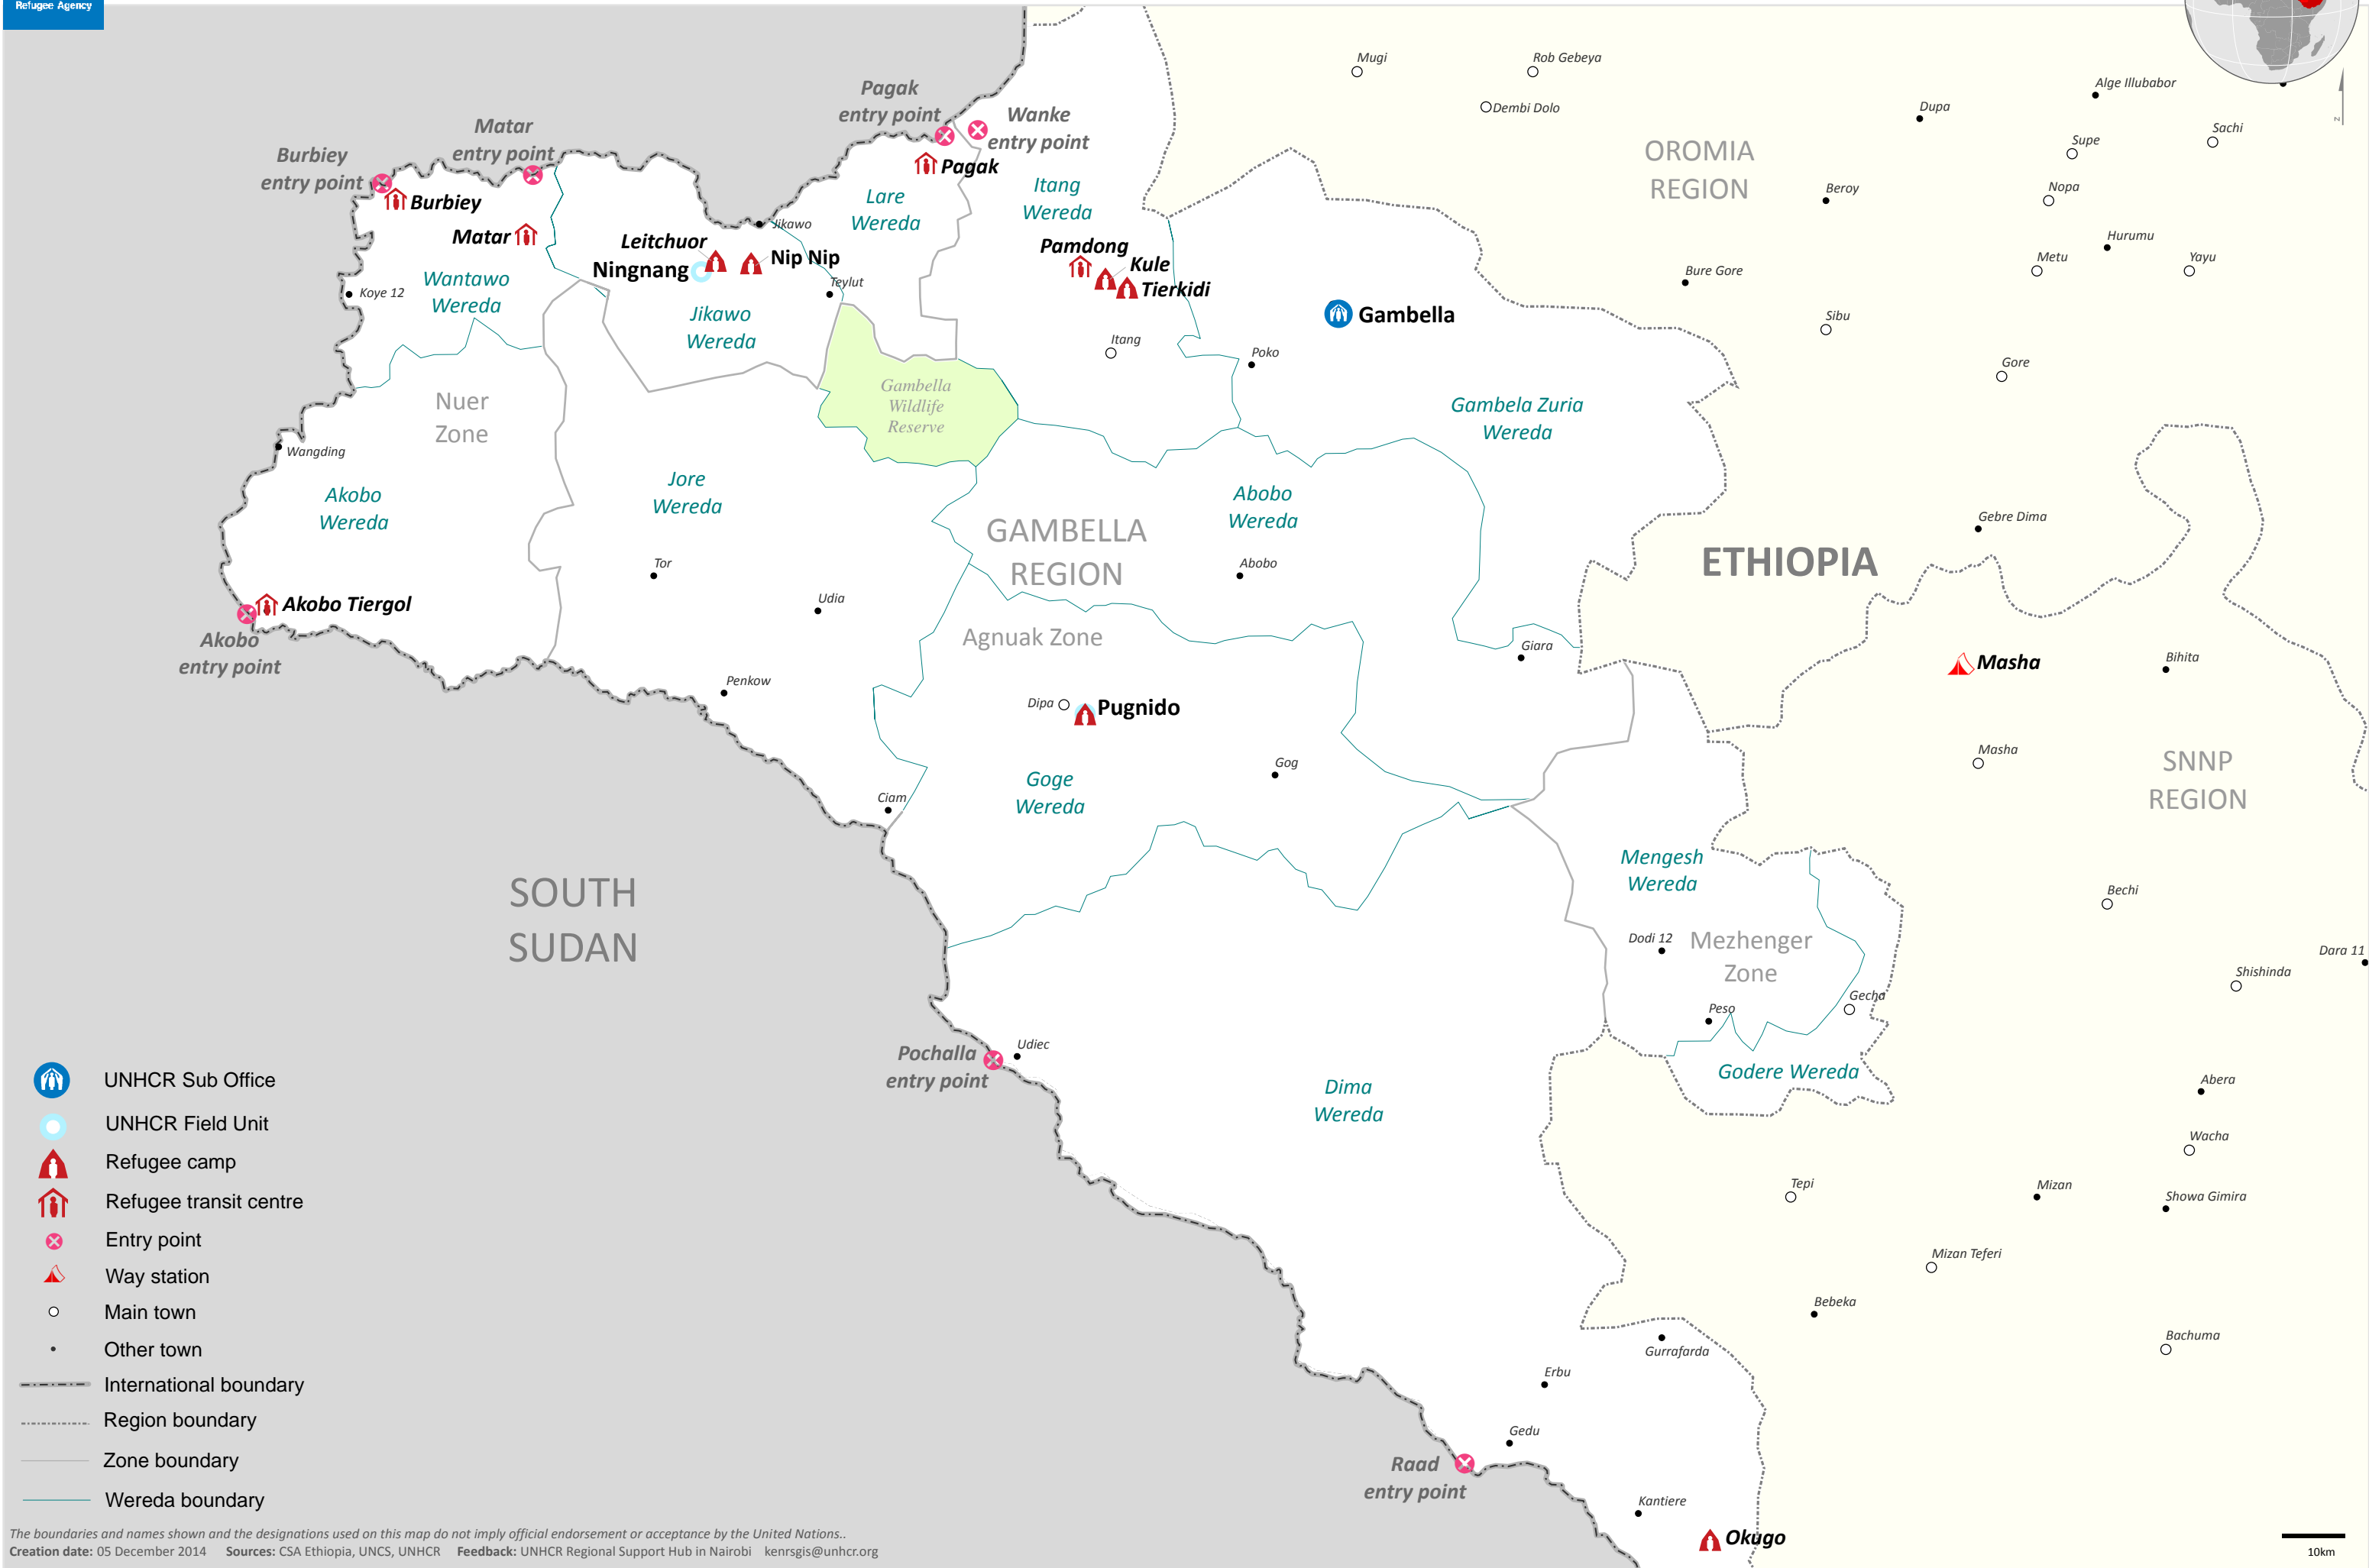 Refugee Agency
Mugi
Rob Gebeya
Dembi Dolo
Alge Illubabor
Dupa
Sachi
Supe
OROMIA
REGION
Nopa
Beroy
Hurumu
Metu
Yayu
Bure Gore
Sibu
Gore
Pagak
entry point
Wanke
entry point
Matar
entry point
Burbiey
entry point
Pagak
Burbiey
Matar
Itang
Wereda
Lare
Wereda
Jikawo
Leitchuor
Ningnang
Nip Nip
Pamdong
Kule
Tierkidi
Teylut
Koye 12
Wantawo
Wereda
Jikawo
Wereda
Itang
Gambella
Poko
Gambella
Wildlife
Reserve
Nuer
Zone
Gambela Zuria
Wereda
Wangding
Akobo
Wereda
Jore
Wereda
Abobo
Wereda
GAMBELLA
REGION
Gebre Dima
ETHIOPIA
Tor
Abobo
Udia
Akobo Tiergol
Akobo
entry point
Agnuak Zone
Giara
Masha
Bihita
Penkow
Dipa
Pugnido
Masha
SNNP
REGION
Gog
Goge
Wereda
Ciam
SOUTH
SUDAN
Mengesh
Wereda
Bechi
Dodi 12
Mezhenger
Zone
Dara 11
Shishinda
Gecha
Peso
Pochalla
entry point
Udiec
Godere Wereda
Dima
Wereda
Abera
Wacha
Tepi
Mizan
Showa Gimira
Mizan Teferi
Bebeka
Bachuma
Gurrafarda
Erbu
Gedu
Raad
entry point
Kantiere
Okugo
UNHCR Sub Office
UNHCR Field Unit
Refugee camp
Refugee transit centre
Entry point
Way station
Main town
Other town
International boundary
Region boundary
Zone boundary
Wereda boundary
The boundaries and names shown and the designations used on this map do not imply official endorsement or acceptance by the United Nations..
Creation date: 05 December 2014 Sources: CSA Ethiopia, UNCS, UNHCR Feedback: UNHCR Regional Support Hub in Nairobi kenrsgis@unhcr.org
10km
z